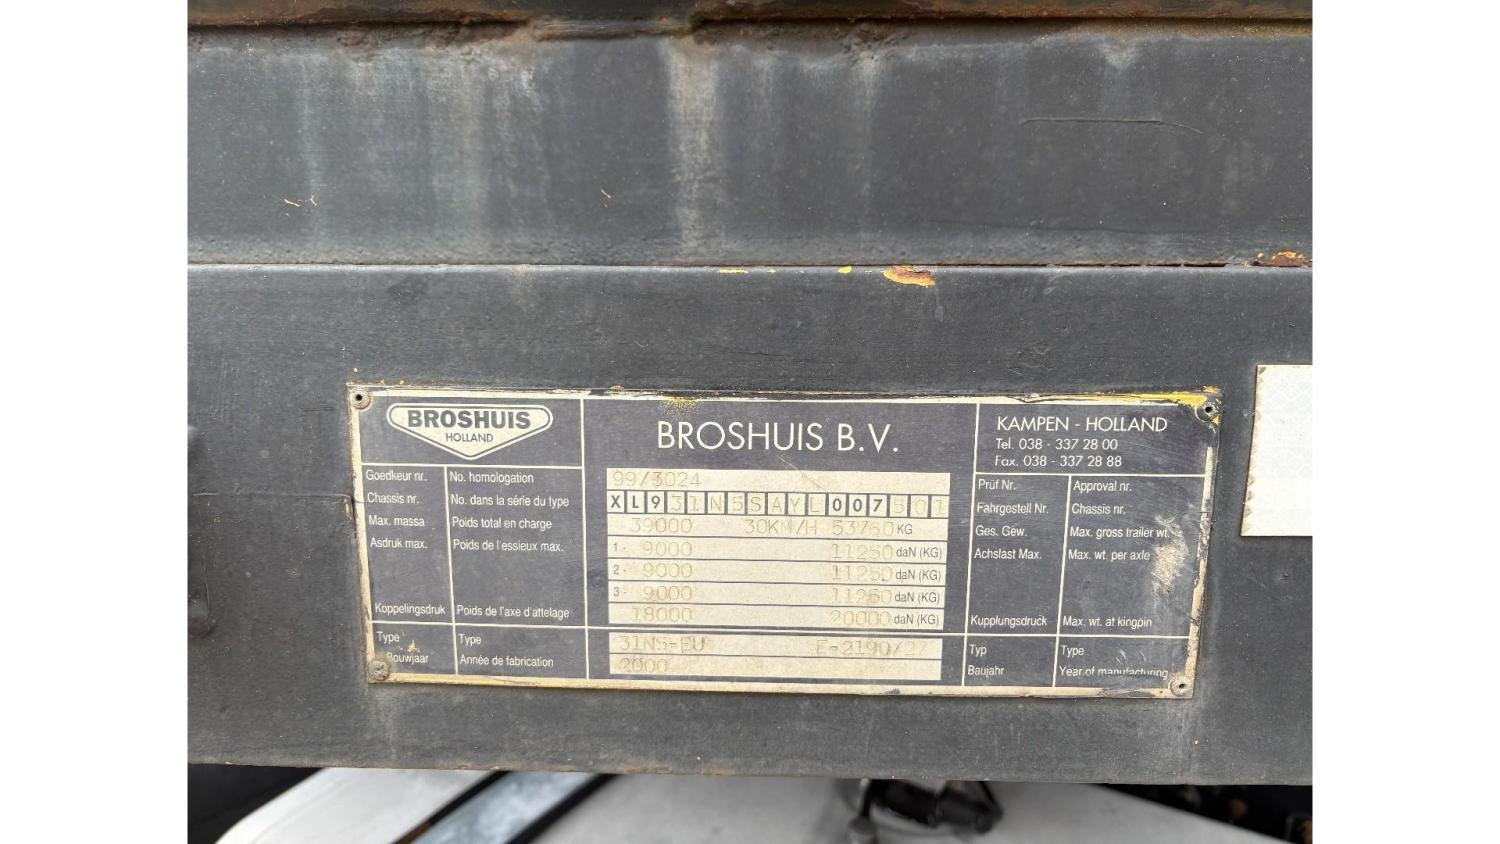 BROSHUIS
HOLLAND
BROSHUIS B.V.
KAMPEN - HOLLAND
Tel. 038 - 337 28 00
Fax. 038 - 337 28 88
Goedkeur nr. No. homologation 99/3024 Prüf Nr. Approval nr.
Chassis nr. No. dans la série du type XL931N5SAYL007501 Fahrgestell Nr. Chassis nr.
Max. massa Poids total en charge 39000 30KM/H 53760 KG Ges. Gew. Max. gross trailer wt.
Asdruk max. Poids de l'essieux max. 1- 9000 11250 daN (KG) Achslast Max. Max. wt. per axle
2- 9000 11250 daN (KG)
3- 9000 11250 daN (KG)
Koppelingsdruk Poids de l'axe d'attelage 18000 20000 daN (KG) Kupplungsdruck Max. wt. at kingpin
Type Type 31N5-EU E-2190/27 Typ Type
Bouwjaar Année de fabrication 2000 Baujahr Year of manufacturing